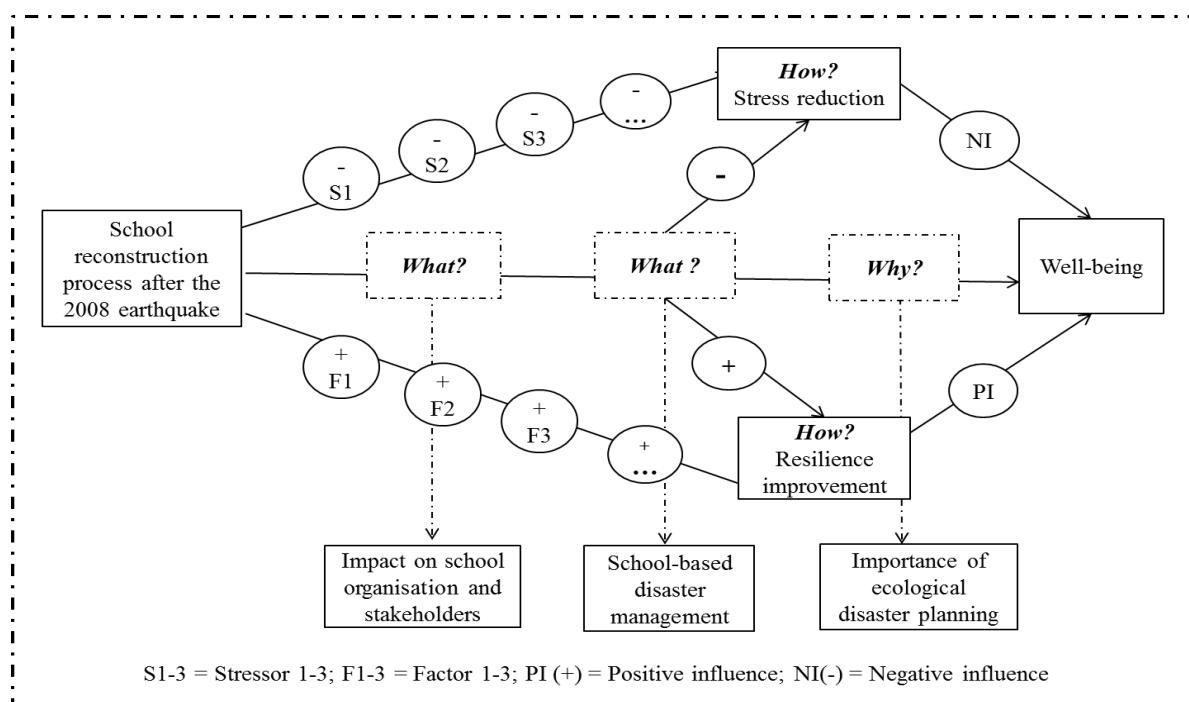 How?
Stress reduction
-
...
-
S3
-
S2
-
S1
NI
-
School
reconstruction
process after the
2008 earthquake
What?
What ?
Why?
Well-being
+
F1
+
F2
+
F3
+
...
+
PI
How?
Resilience
improvement
Impact on school
organisation and
stakeholders
School-based
disaster
management
Importance of
ecological
disaster planning
S1-3 = Stressor 1-3; F1-3 = Factor 1-3; PI (+) = Positive influence; NI(-) = Negative influence